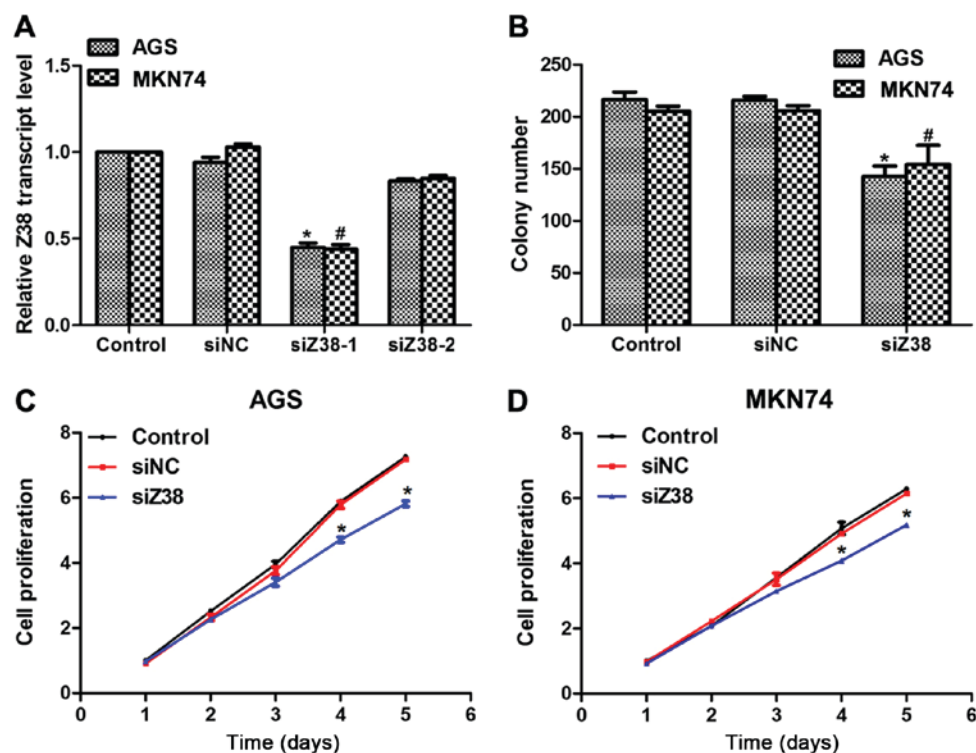 A
AGS
MKN74
Relative Z38 transcript level
1.5
1.0
0.5
0.0
* #
Control siNC siZ38-1 siZ38-2
B
AGS
MKN74
Colony number
250
200
150
100
50
0
* #
Control siNC siZ38
C AGS
Control
siNC
siZ38
Cell proliferation
8
6
4
2
0
* *
0 1 2 3 4 5 6
Time (days)
D MKN74
Control
siNC
siZ38
Cell proliferation
8
6
4
2
0
* *
0 1 2 3 4 5 6
Time (days)